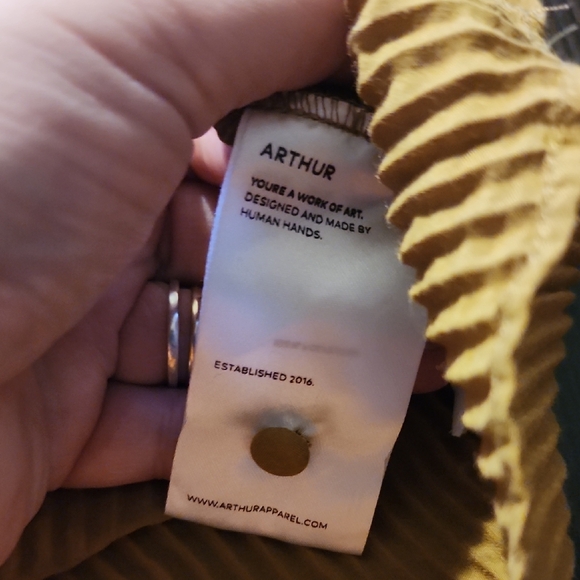 ARTHUR
YOURE A WORK OF ART.
DESIGNED AND MADE BY
HUMAN HANDS.
ESTABLISHED 2016.
WWW.ARTHURAPPAREL.COM